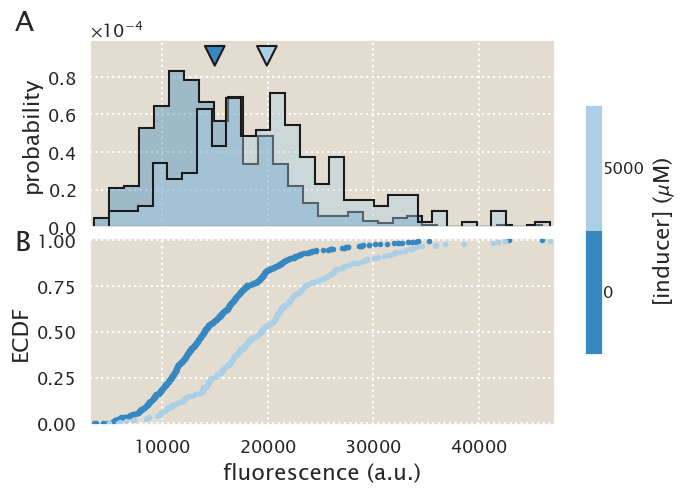 A
×10⁻⁴
0.8
0.6
0.4
0.2
0.0
probability
B
1.00
0.75
0.50
0.25
0.00
ECDF
10000 20000 30000 40000
fluorescence (a.u.)
5000
0
[inducer] (μM)